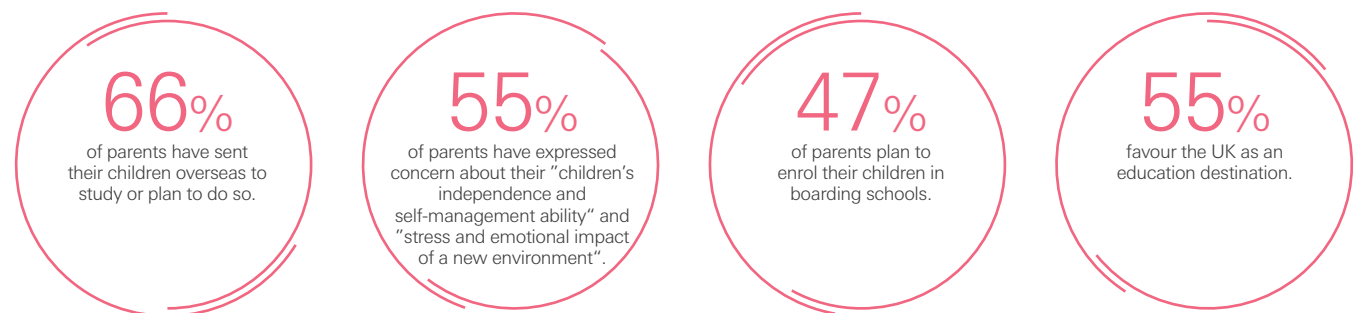 66%
of parents have sent
their children overseas to
study or plan to do so.
55%
of parents have expressed
concern about their ”children’s
independence and
self-management ability“ and
”stress and emotional impact
of a new environment“.
47%
of parents plan to
enrol their children in
boarding schools.
55%
favour the UK as an
education destination.